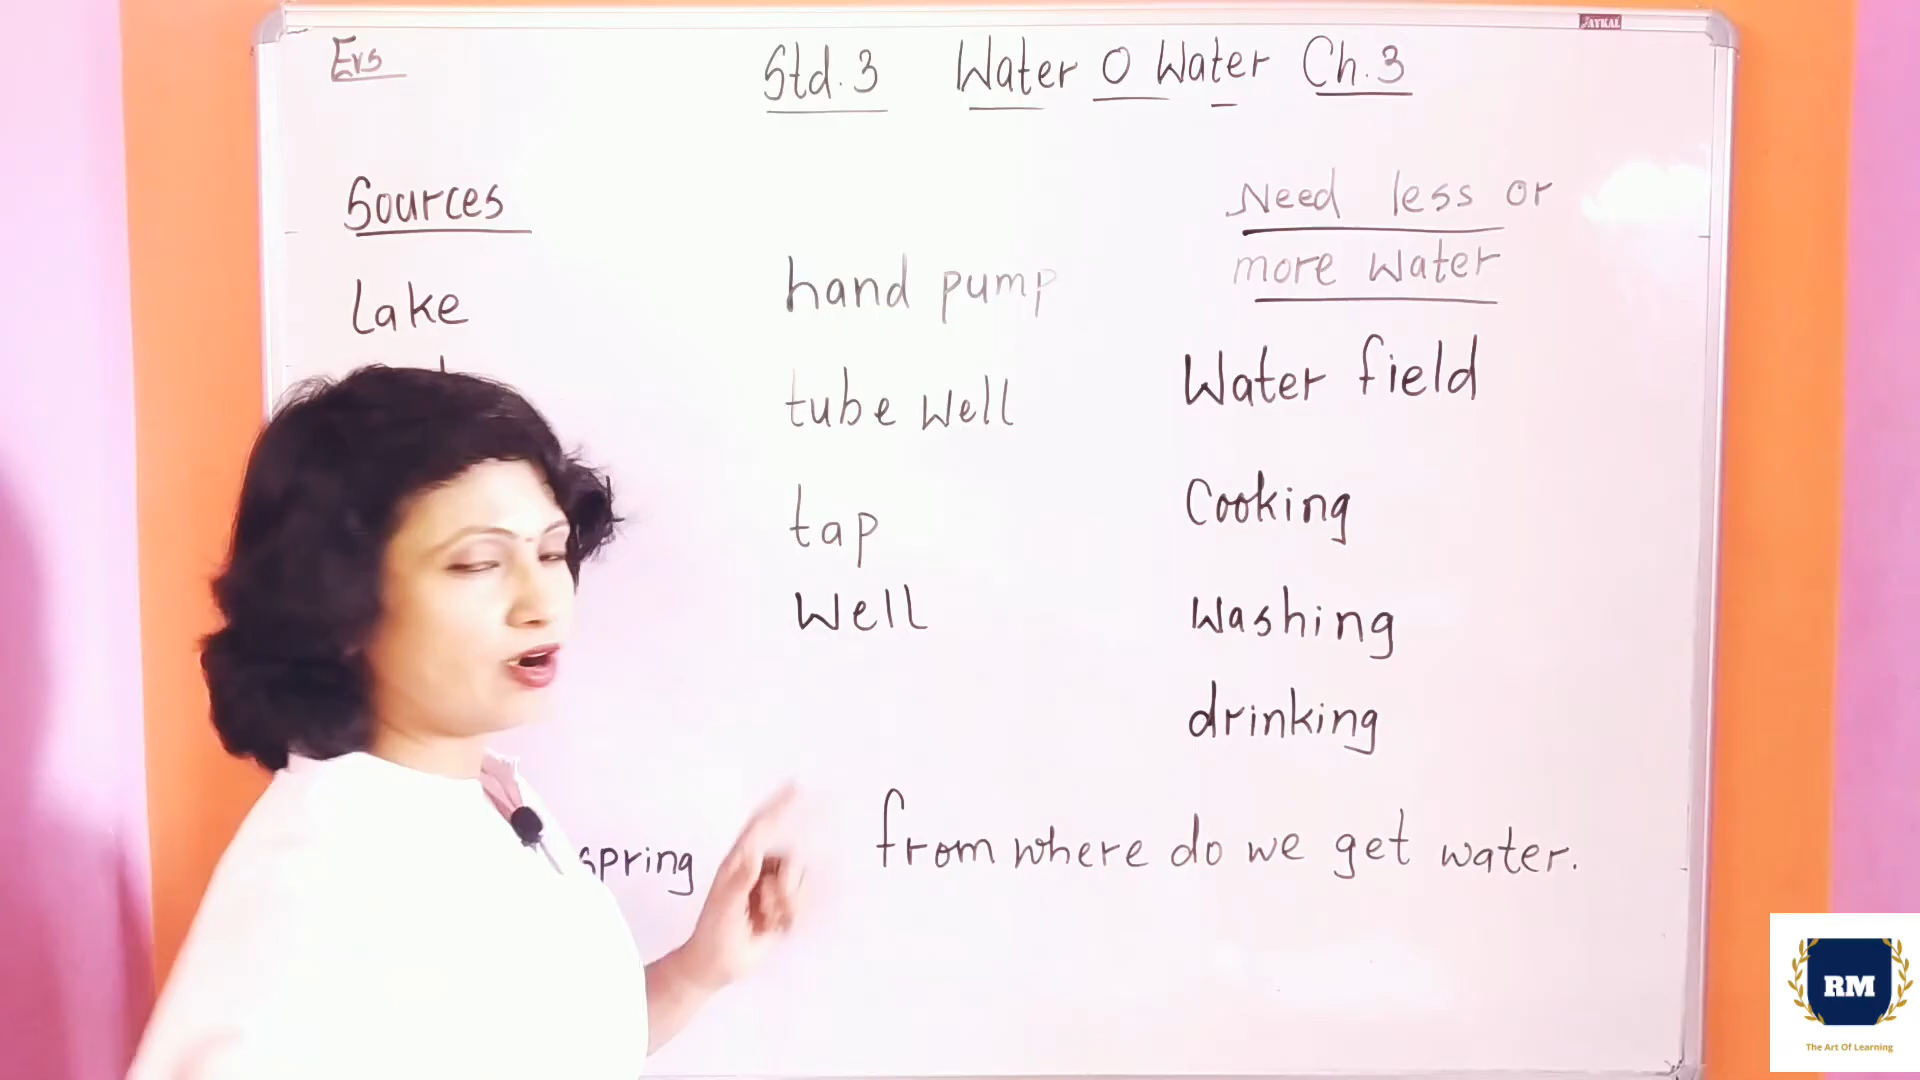 JAYKAL
Evs
Std.3 Water O Water Ch.3
Sources
Lake
spring
hand pump
tube well
tap
Well
Need less or
more water
Water field
Cooking
Washing
drinking
from where do we get water.
RM
The Art Of Learning